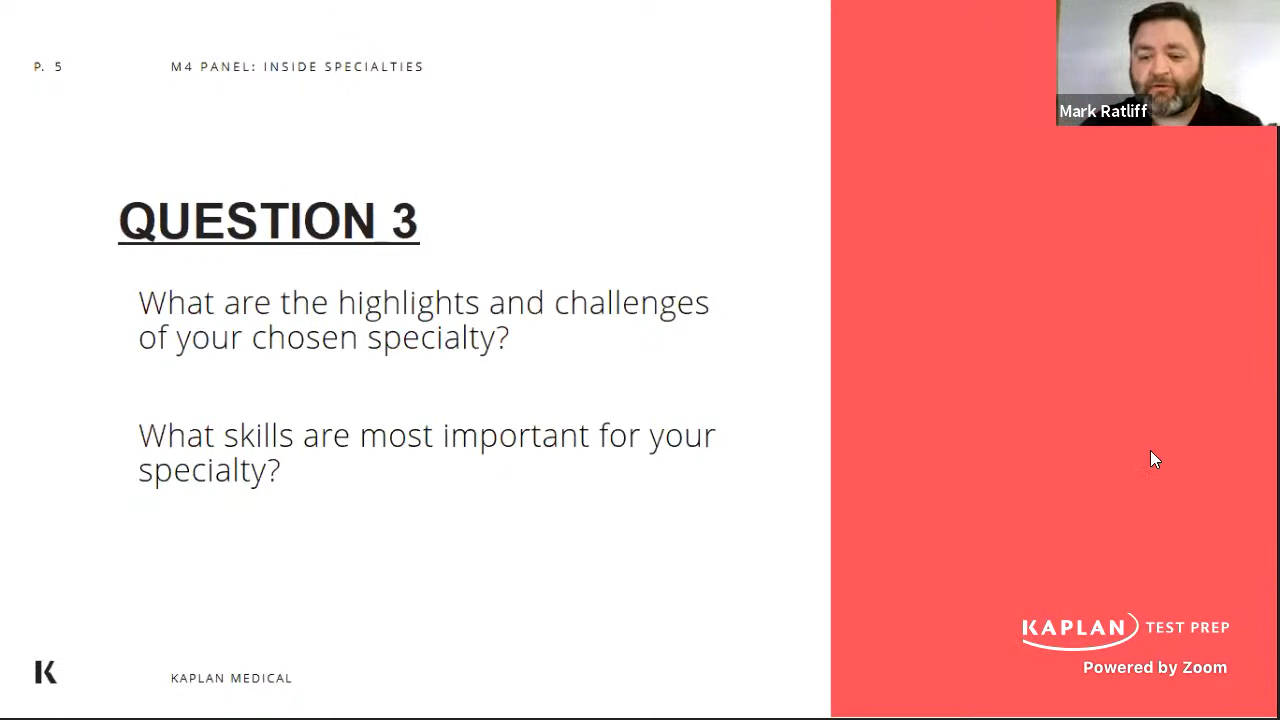 P. 5
M4 PANEL: INSIDE SPECIALTIES
Mark Ratliff
QUESTION 3
What are the highlights and challenges
of your chosen specialty?
What skills are most important for your
specialty?
KAPLAN TEST PREP
Powered by Zoom
K
KAPLAN MEDICAL